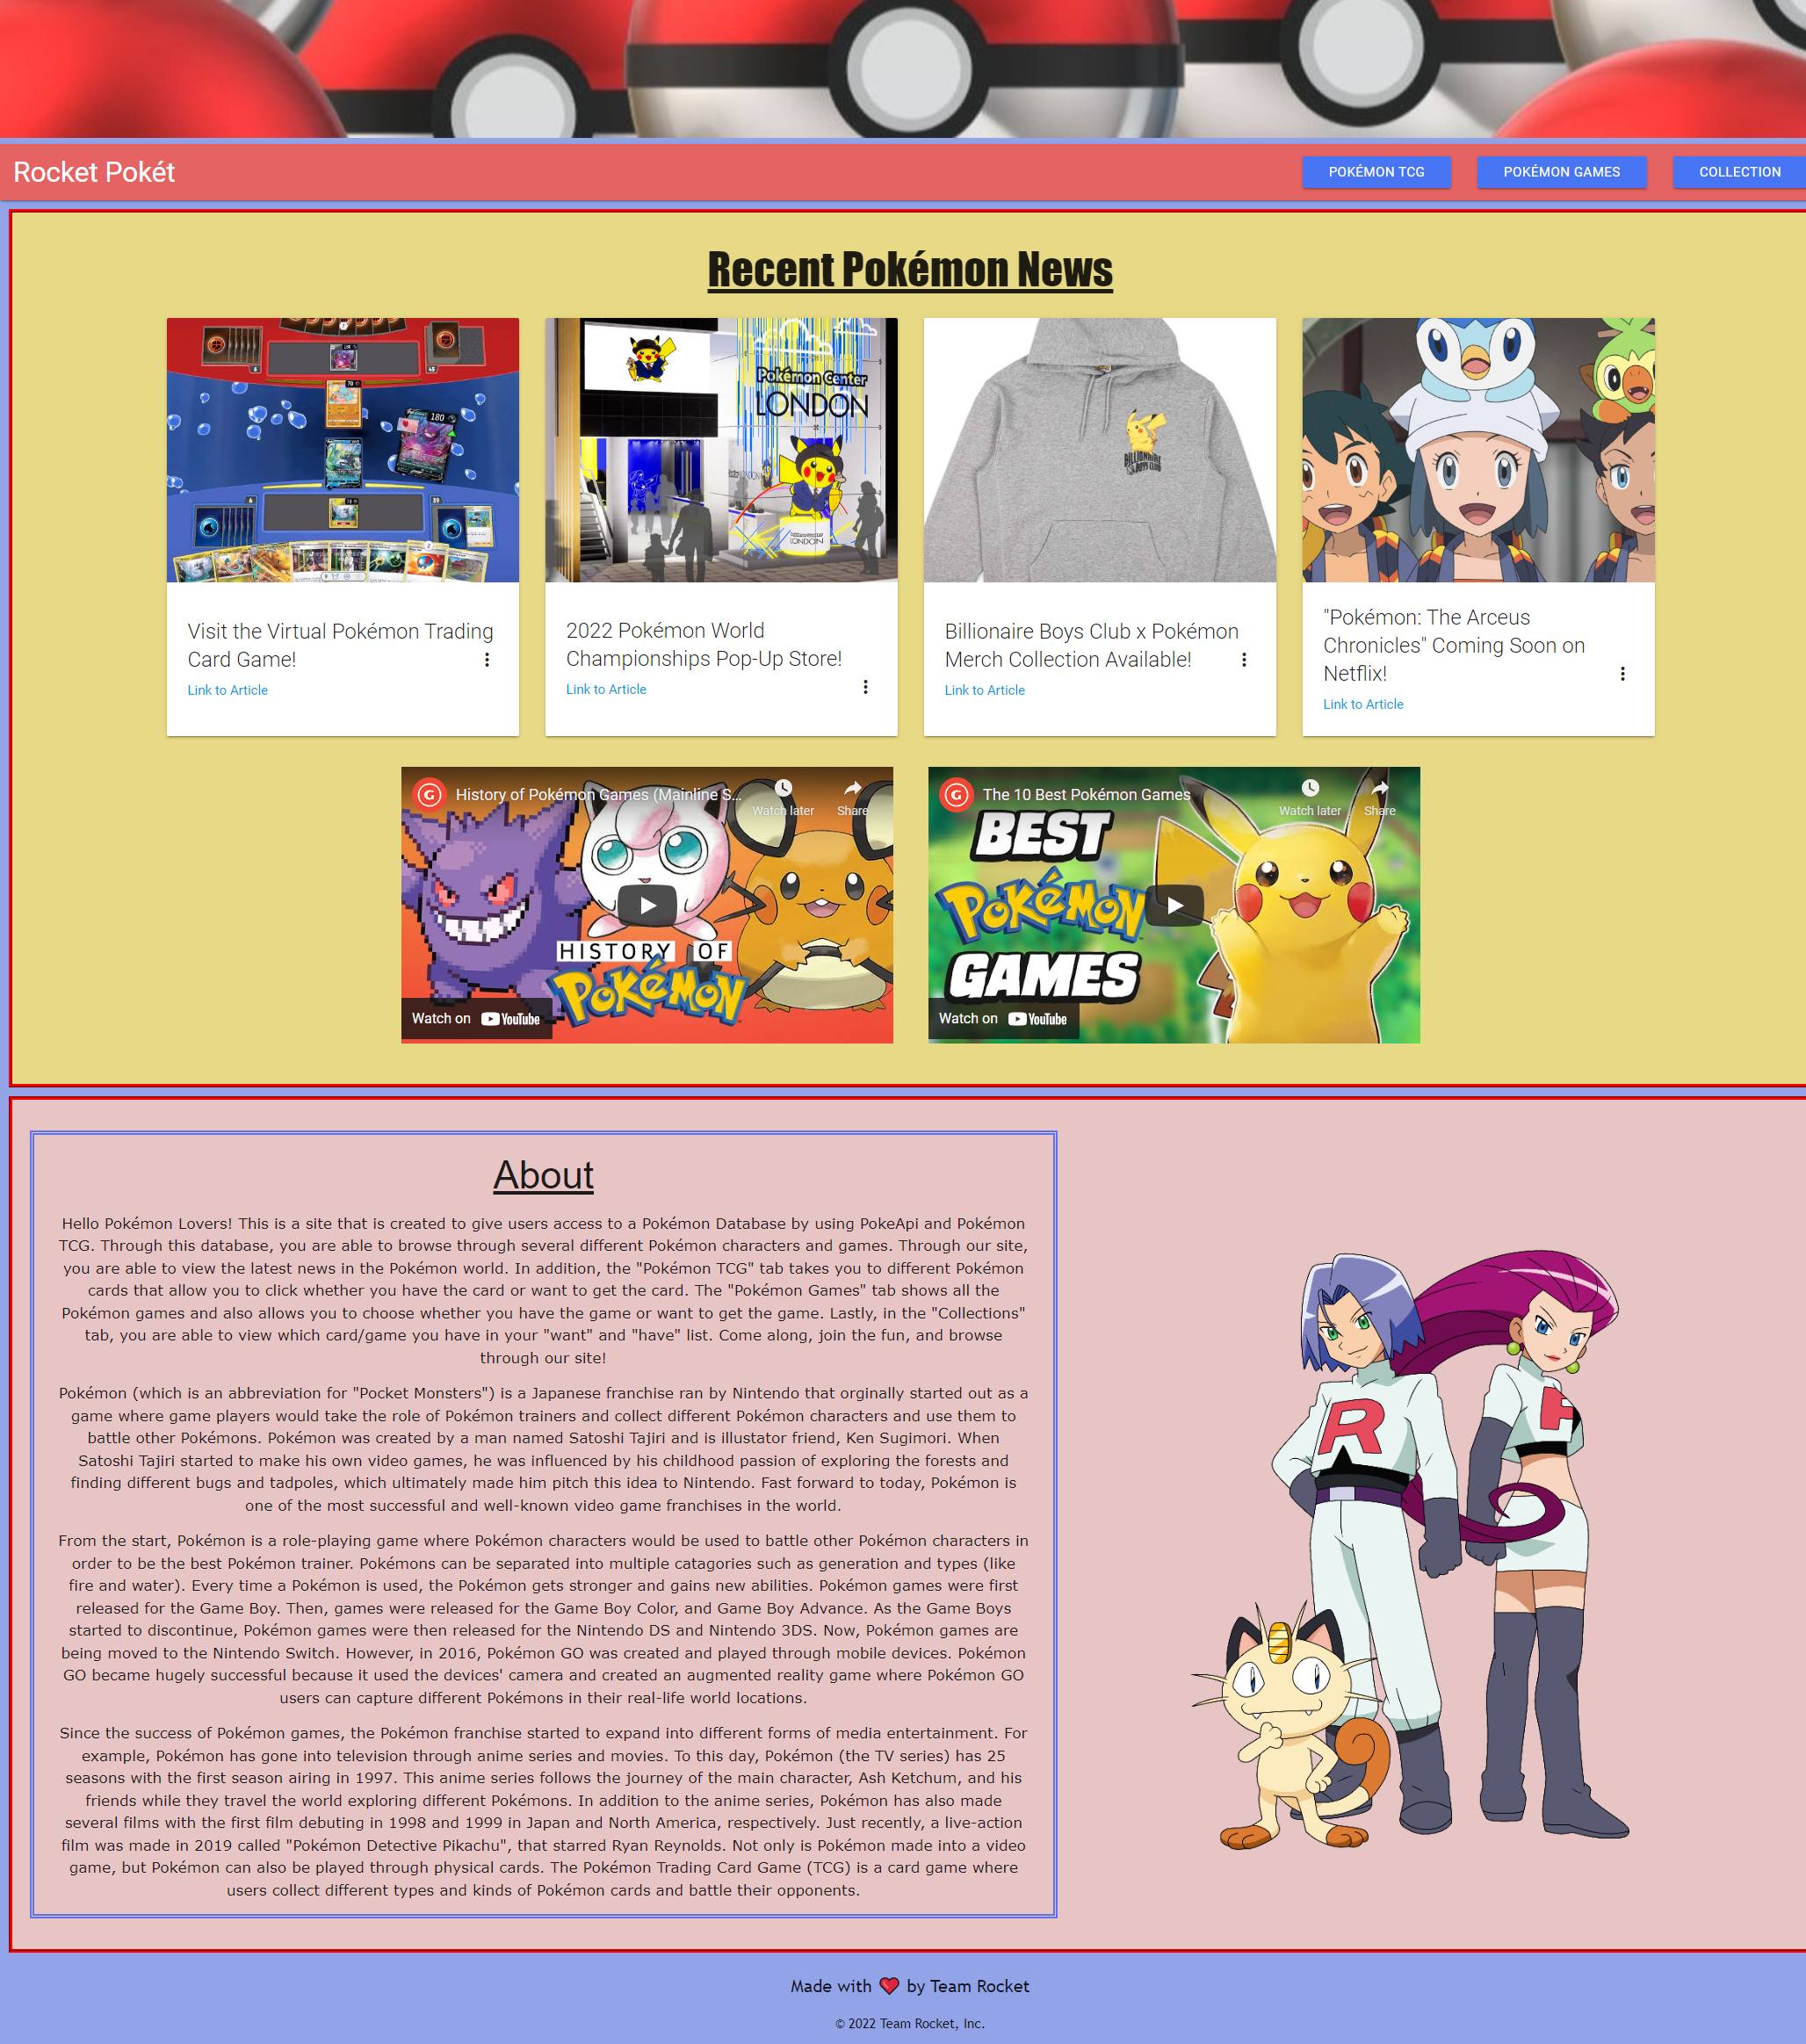 Rocket Pokét
POKÉMON TCG
POKÉMON GAMES
COLLECTION
Recent Pokémon News
180
70
45
6
6
39
Pokémon Center
LONDON
LONDON
BILLIONAIRE
BOYS CLUB
Visit the Virtual Pokémon Trading
Card Game!
Link to Article
2022 Pokémon World
Championships Pop-Up Store!
Link to Article
Billionaire Boys Club x Pokémon
Merch Collection Available!
Link to Article
"Pokémon: The Arceus
Chronicles" Coming Soon on
Netflix!
Link to Article
G
History of Pokémon Games (Mainline S...
Watch later
Share
HISTORY OF
POKéMON
Watch on YouTube
G
The 10 Best Pokémon Games
Watch later
Share
BEST
POKéMON
GAMES
Watch on YouTube
About
Hello Pokémon Lovers! This is a site that is created to give users access to a Pokémon Database by using PokeApi and Pokémon
TCG. Through this database, you are able to browse through several different Pokémon characters and games. Through our site,
you are able to view the latest news in the Pokémon world. In addition, the "Pokémon TCG" tab takes you to different Pokémon
cards that allow you to click whether you have the card or want to get the card. The "Pokémon Games" tab shows all the
Pokémon games and also allows you to choose whether you have the game or want to get the game. Lastly, in the "Collections"
tab, you are able to view which card/game you have in your "want" and "have" list. Come along, join the fun, and browse
through our site!
Pokémon (which is an abbreviation for "Pocket Monsters") is a Japanese franchise ran by Nintendo that orginally started out as a
game where game players would take the role of Pokémon trainers and collect different Pokémon characters and use them to
battle other Pokémons. Pokémon was created by a man named Satoshi Tajiri and is illustator friend, Ken Sugimori. When
Satoshi Tajiri started to make his own video games, he was influenced by his childhood passion of exploring the forests and
finding different bugs and tadpoles, which ultimately made him pitch this idea to Nintendo. Fast forward to today, Pokémon is
one of the most successful and well-known video game franchises in the world.
From the start, Pokémon is a role-playing game where Pokémon characters would be used to battle other Pokémon characters in
order to be the best Pokémon trainer. Pokémons can be separated into multiple catagories such as generation and types (like
fire and water). Every time a Pokémon is used, the Pokémon gets stronger and gains new abilities. Pokémon games were first
released for the Game Boy. Then, games were released for the Game Boy Color, and Game Boy Advance. As the Game Boys
started to discontinue, Pokémon games were then released for the Nintendo DS and Nintendo 3DS. Now, Pokémon games are
being moved to the Nintendo Switch. However, in 2016, Pokémon GO was created and played through mobile devices. Pokémon
GO became hugely successful because it used the devices' camera and created an augmented reality game where Pokémon GO
users can capture different Pokémons in their real-life world locations.
Since the success of Pokémon games, the Pokémon franchise started to expand into different forms of media entertainment. For
example, Pokémon has gone into television through anime series and movies. To this day, Pokémon (the TV series) has 25
seasons with the first season airing in 1997. This anime series follows the journey of the main character, Ash Ketchum, and his
friends while they travel the world exploring different Pokémons. In addition to the anime series, Pokémon has also made
several films with the first film debuting in 1998 and 1999 in Japan and North America, respectively. Just recently, a live-action
film was made in 2019 called "Pokémon Detective Pikachu", that starred Ryan Reynolds. Not only is Pokémon made into a video
game, but Pokémon can also be played through physical cards. The Pokémon Trading Card Game (TCG) is a card game where
users collect different types and kinds of Pokémon cards and battle their opponents.
R
Made with ❤️ by Team Rocket
© 2022 Team Rocket, Inc.